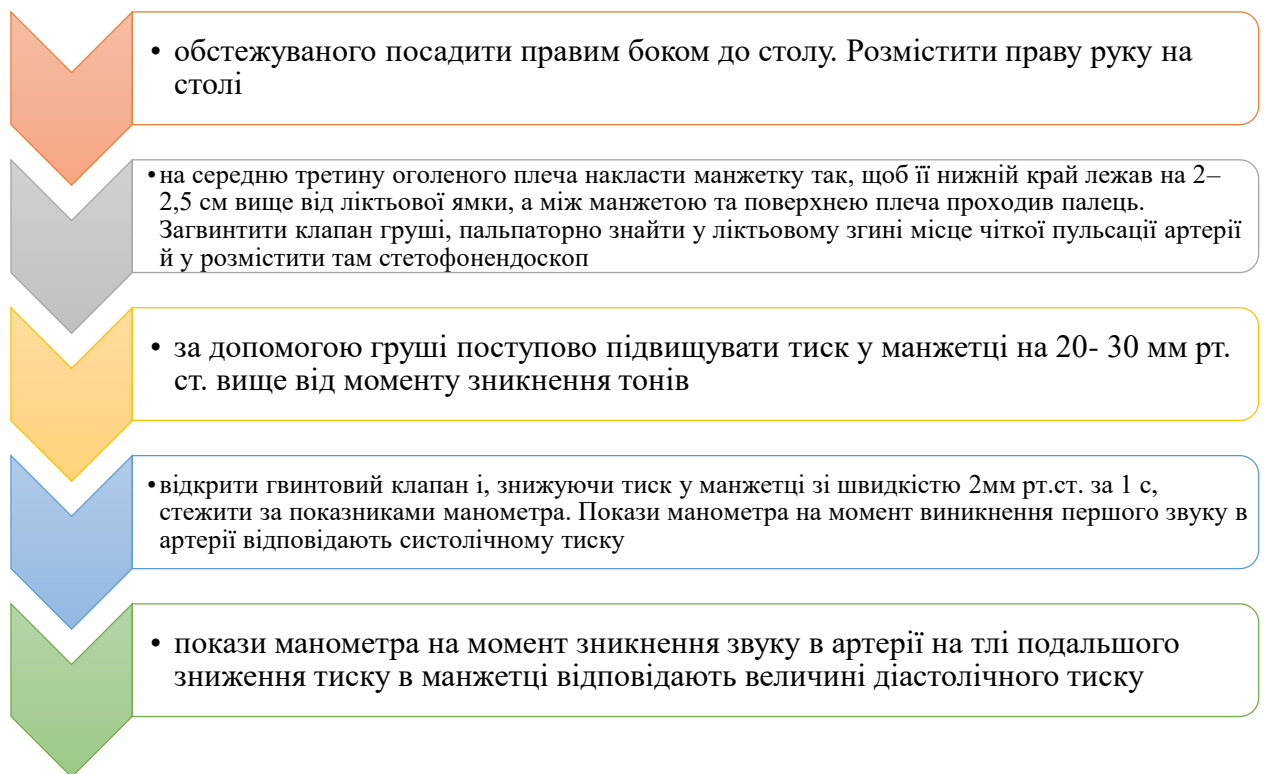 • обстежуваного посадити правим боком до столу. Розмістити праву руку на
столі
• на середню третину оголеного плеча накласти манжетку так, щоб її нижній край лежав на 2–
2,5 см вище від ліктьової ямки, а між манжетою та поверхнею плеча проходив палець.
Загвинтити клапан груші, пальпаторно знайти у ліктьовому згині місце чіткої пульсації артерії
й у розмістити там стетофонендоскоп
• за допомогою груші поступово підвищувати тиск у манжетці на 20- 30 мм рт.
ст. вище від моменту зникнення тонів
• відкрити гвинтовий клапан і, знижуючи тиск у манжетці зі швидкістю 2мм рт.ст. за 1 с,
стежити за показниками манометра. Покази манометра на момент виникнення першого звуку в
артерії відповідають систолічному тиску
• покази манометра на момент зникнення звуку в артерії на тлі подальшого
зниження тиску в манжетці відповідають величині діастолічного тиску